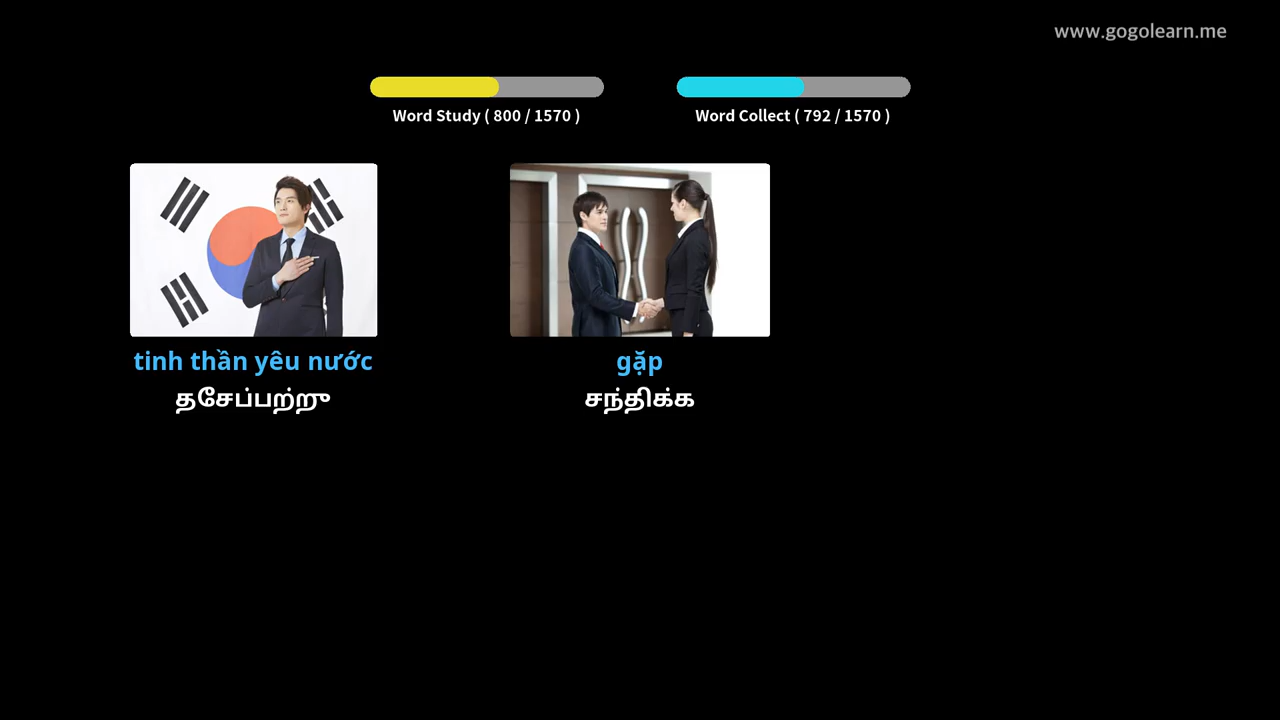 www.gogolearn.me
Word Study ( 800 / 1570 )
Word Collect ( 792 / 1570 )
tinh thần yêu nước
தசேப்பற்று
gặp
சந்திக்க